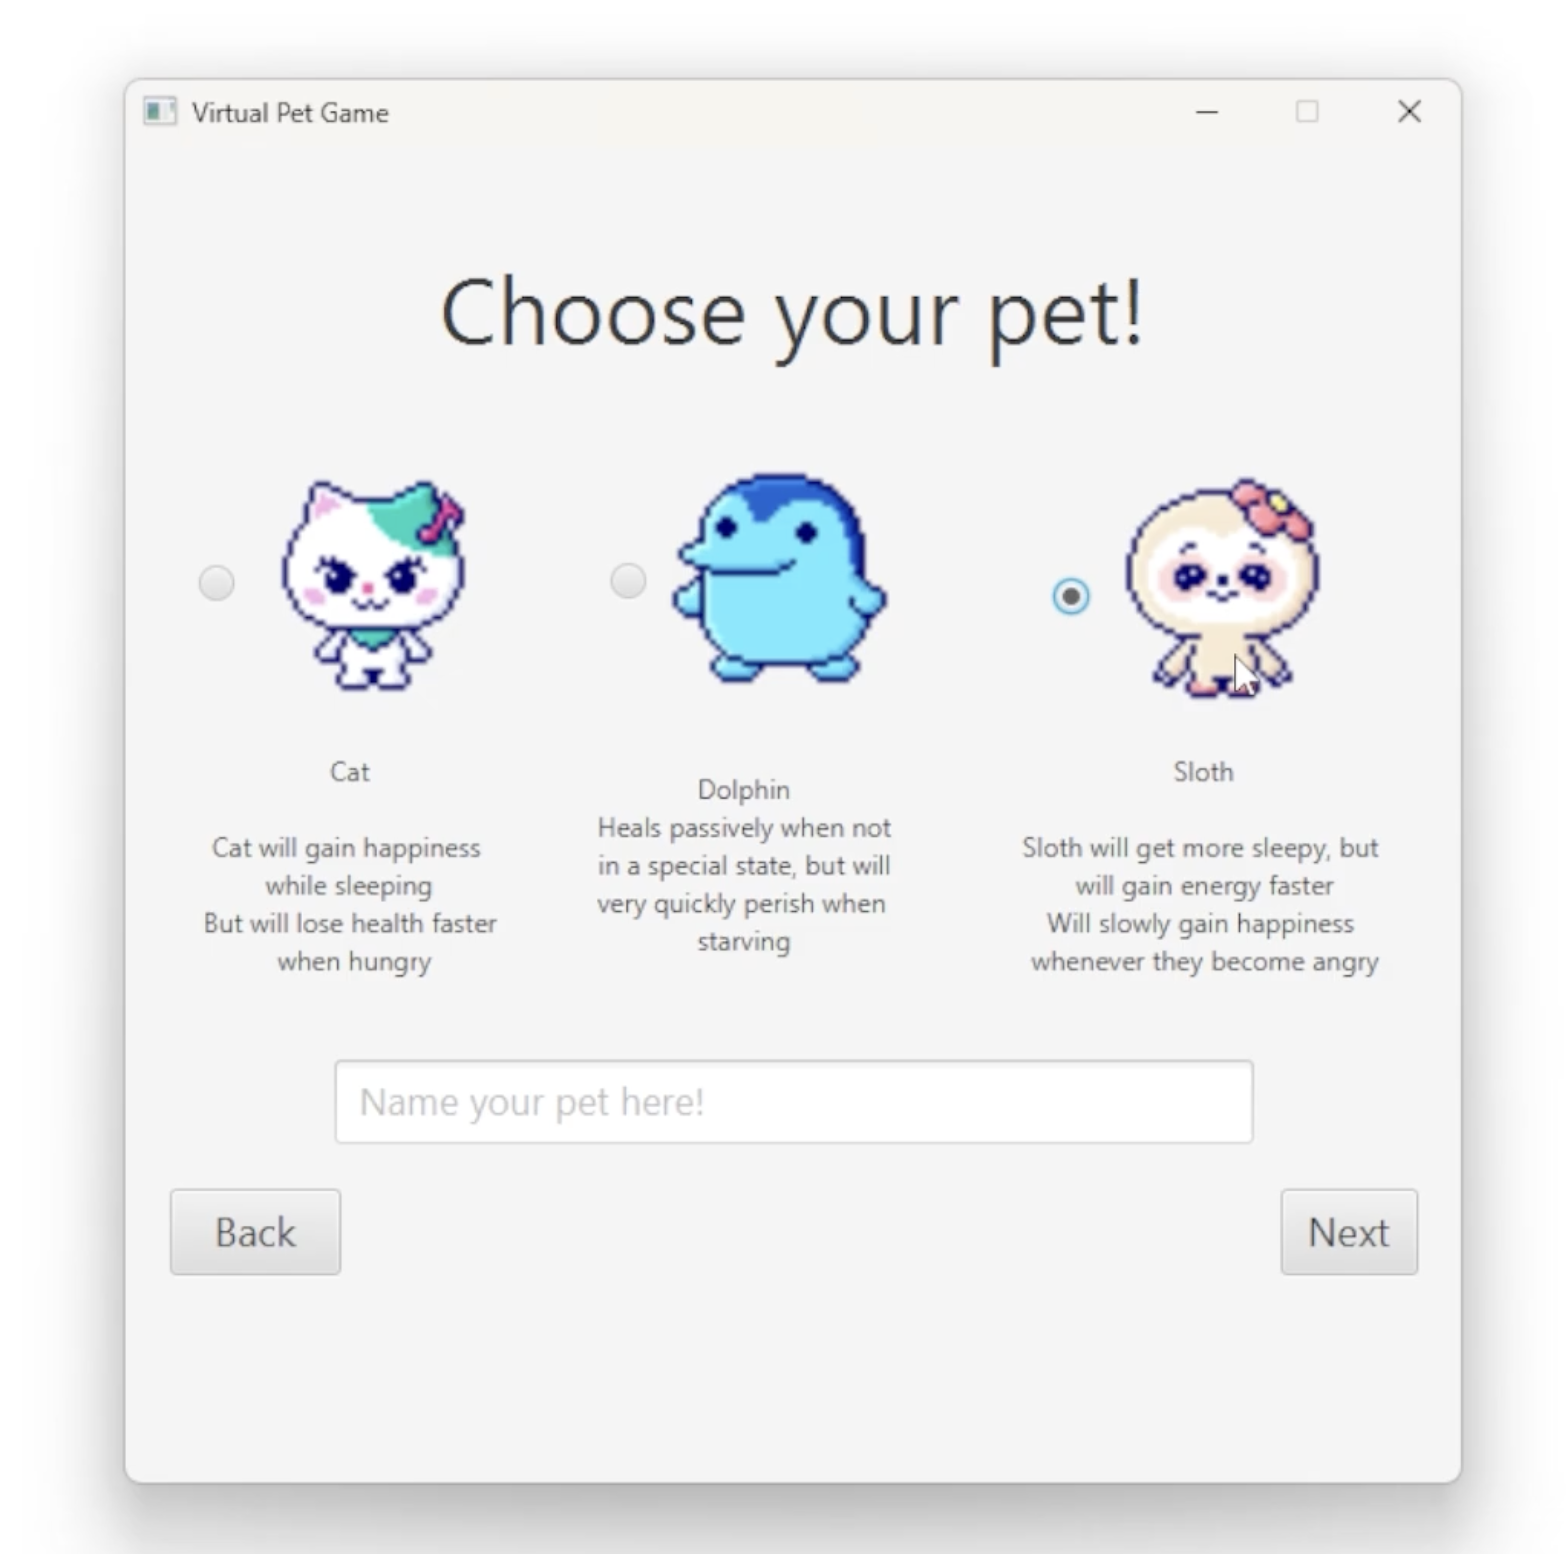 Virtual Pet Game
Choose your pet!
Cat
Cat will gain happiness
while sleeping
But will lose health faster
when hungry
Dolphin
Heals passively when not
in a special state, but will
very quickly perish when
starving
Sloth
Sloth will get more sleepy, but
will gain energy faster
Will slowly gain happiness
whenever they become angry
Name your pet here!
Back
Next